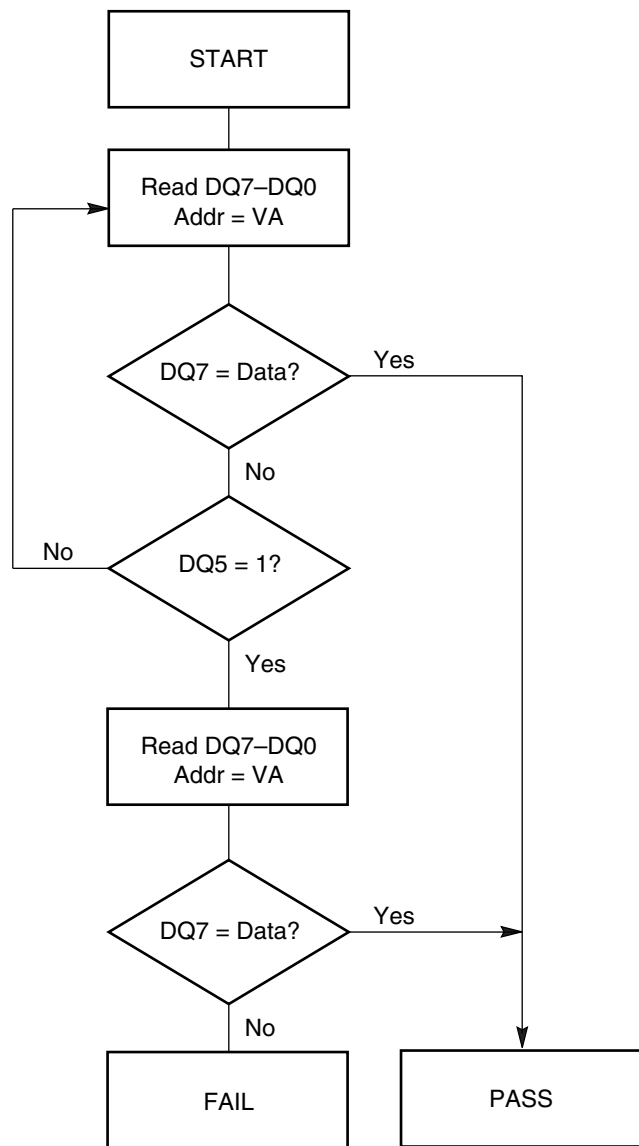 START
Read DQ7–DQ0
Addr = VA
DQ7 = Data?
Yes
No
No
DQ5 = 1?
Yes
Read DQ7–DQ0
Addr = VA
DQ7 = Data?
Yes
No
FAIL
PASS